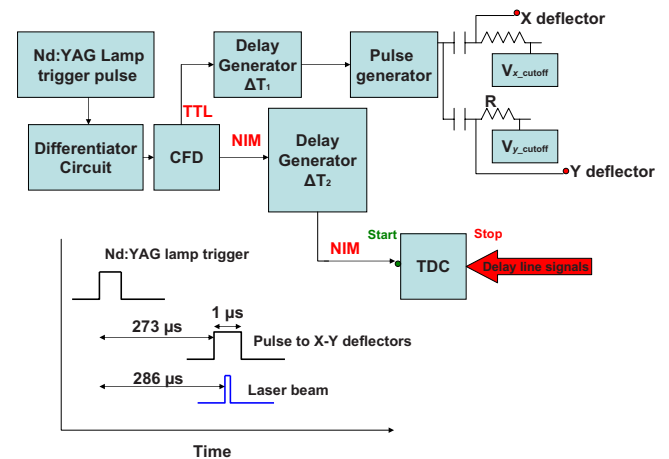 Nd:YAG Lamp
trigger pulse
Delay
Generator
ΔT₁
Pulse
generator
X deflector
Vx_cutoff
TTL
R
Differentiator
Circuit
CFD
NIM
Delay
Generator
ΔT₂
Vy_cutoff
Y deflector
Start
Stop
NIM
TDC
Delay line signals
Nd:YAG lamp trigger
1 µs
273 µs
Pulse to X-Y deflectors
286 µs
Laser beam
Time